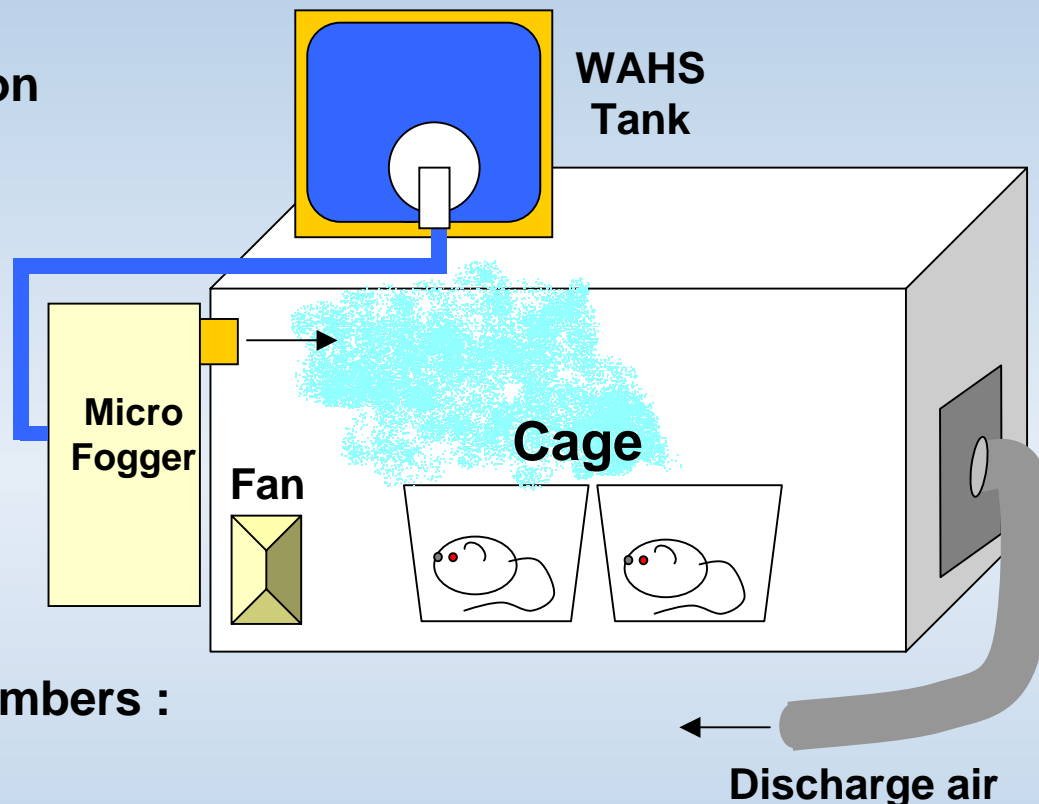 on
WAHS
Tank
Micro
Fogger
Cage
Fan
mbers :
Discharge air